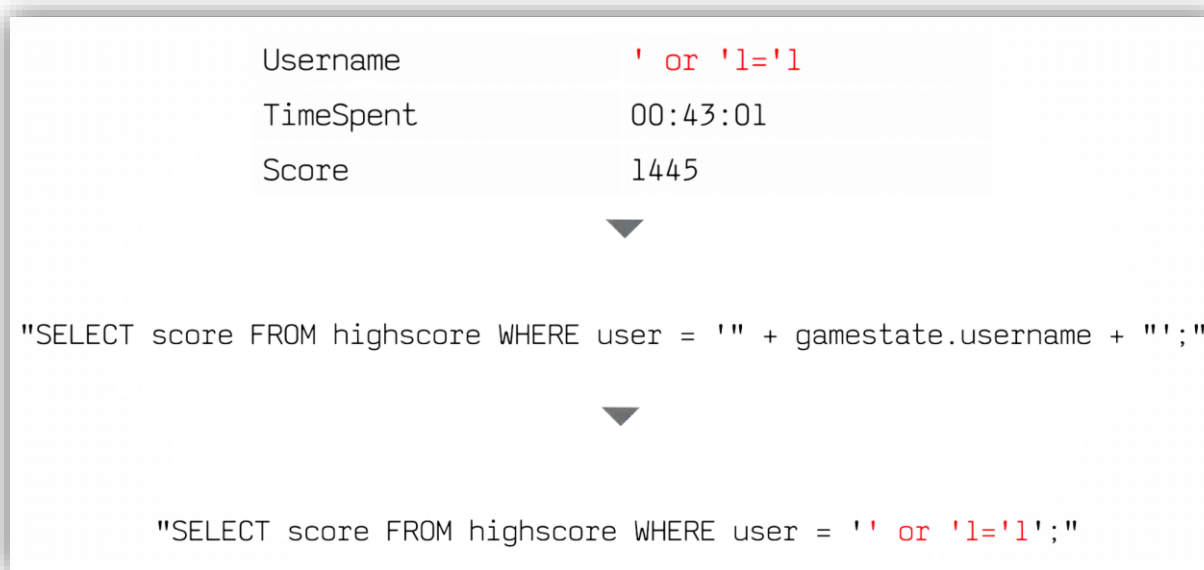 Username ' or '1='1
TimeSpent 00:43:01
Score 1445
"SELECT score FROM highscore WHERE user = '" + gamestate.username + "';"
"SELECT score FROM highscore WHERE user = '' or '1='1';"